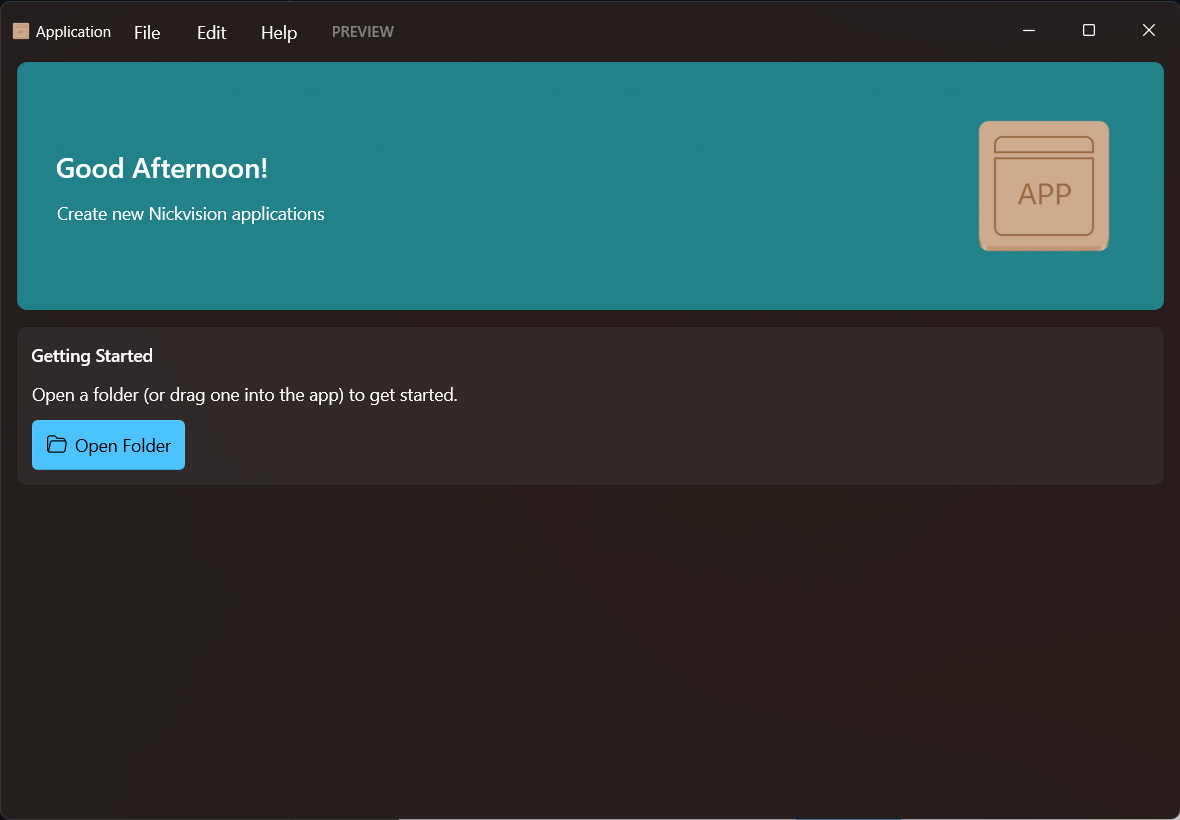 Application File Edit Help PREVIEW
Good Afternoon!
Create new Nickvision applications
APP
Getting Started
Open a folder (or drag one into the app) to get started.
Open Folder